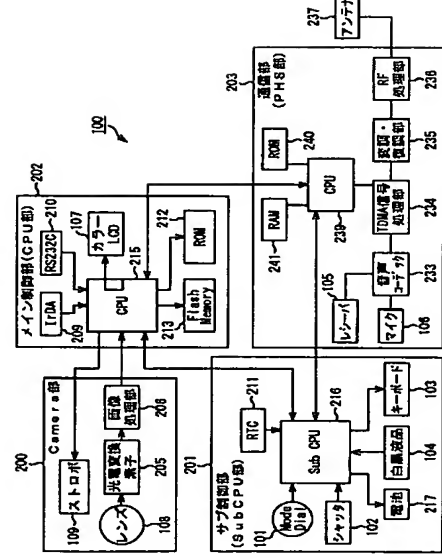 100
200
Camera部
109
ストロボ
光電変換
素子
205
画像
処理部
206
レンズ
108
202
メイン制御部(CPU部)
IrDA
209
RS232C
210
カラー
LCD
107
CPU
215
ROM
212
Flash
Memory
213
201
サブ制御部
(SubCPU部)
RTC
211
Sub CPU
216
Mode
Dial
101
シャッタ
102
電池
217
白黒液晶
104
キーボード
103
203
通信部
(PHS部)
RAM
241
ROM
240
CPU
239
レシーバ
105
マイク
106
音声
コーデック
233
TDMA信号
処理部
234
変調・
復調部
235
RF
処理部
236
アンテナ
237